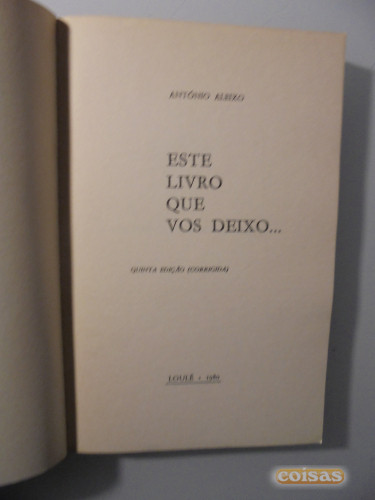 ANTÓNIO ALEIXO
ESTE
LIVRO
QUE
VOS DEIXO...
QUINTA EDIÇÃO (CORRIGIDA)
LOULÉ -
coisas